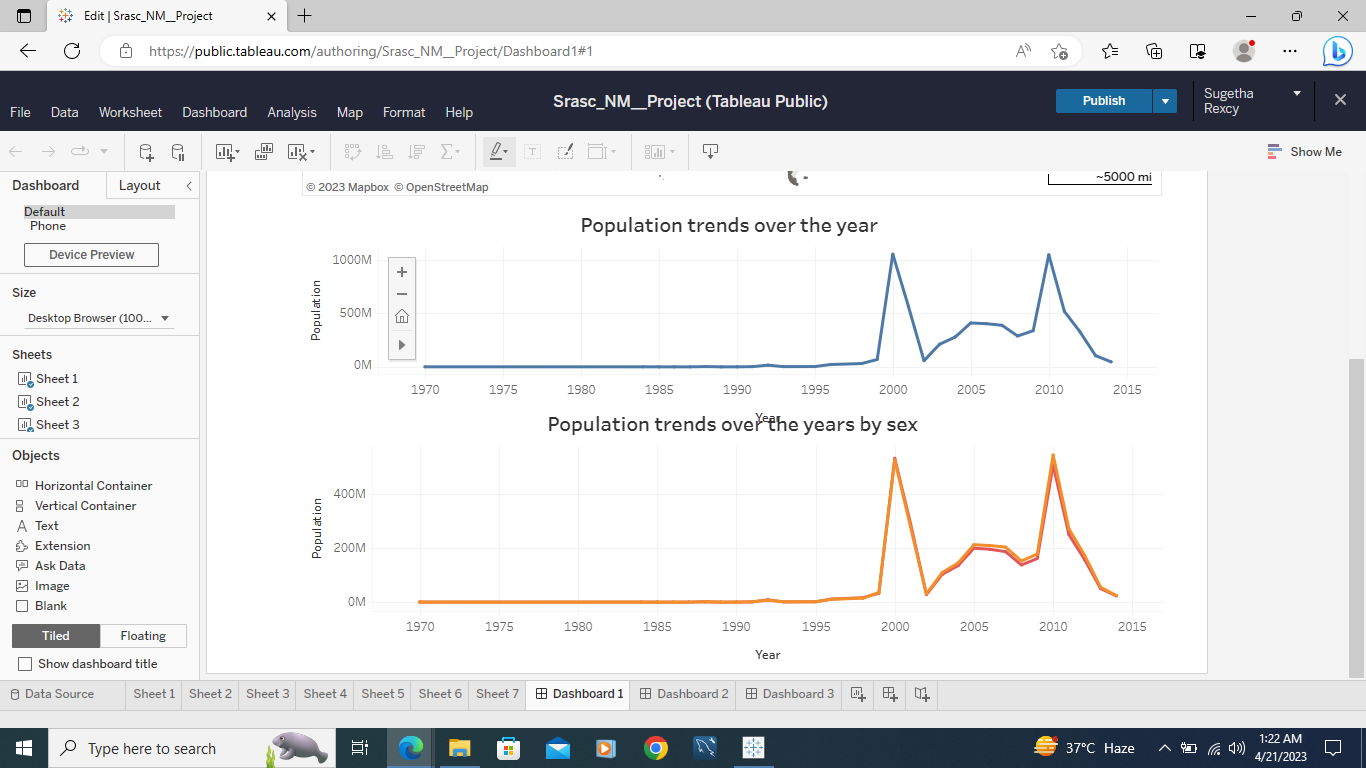 Edit | Srasc_NM__Project
https://public.tableau.com/authoring/Srasc_NM__Project/Dashboard1#1
Srasc_NM__Project (Tableau Public)
Publish
Sugetha
Rexcy
File Data Worksheet Dashboard Analysis Map Format Help
Show Me
Dashboard Layout
Default
Phone
Device Preview
Size
Desktop Browser (100...
Sheets
Sheet 1
Sheet 2
Sheet 3
Objects
Horizontal Container
Vertical Container
Text
Extension
Ask Data
Image
Blank
Tiled Floating
Show dashboard title
© 2023 Mapbox © OpenStreetMap
~5000 mi
Population trends over the year
Population
1000M
500M
0M
1970 1975 1980 1985 1990 1995 2000 2005 2010 2015
Year
Population trends over the years by sex
Population
400M
200M
0M
1970 1975 1980 1985 1990 1995 2000 2005 2010 2015
Year
Data Source Sheet 1 Sheet 2 Sheet 3 Sheet 4 Sheet 5 Sheet 6 Sheet 7 Dashboard 1 Dashboard 2 Dashboard 3
Type here to search
37°C Haze
1:22 AM
4/21/2023